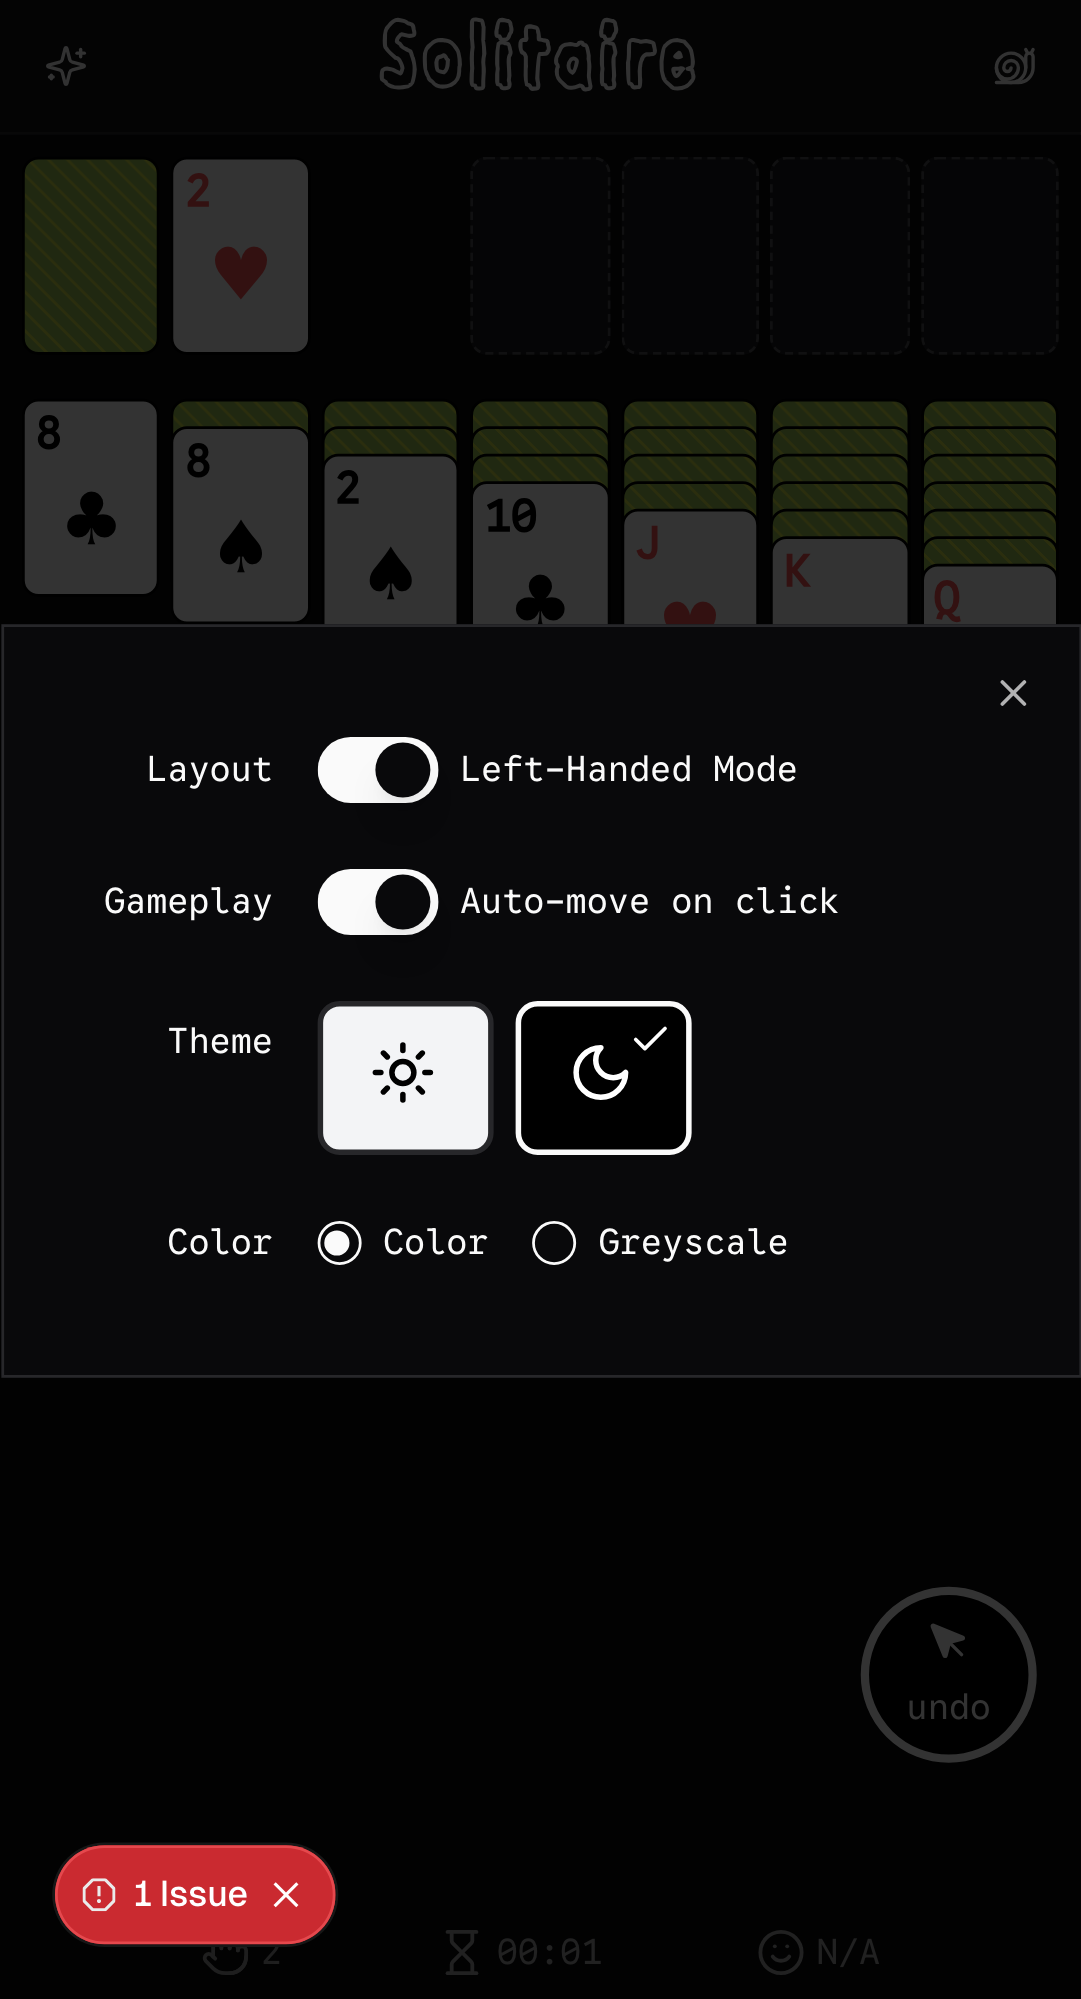 Solitaire
2
8
8
2
10
J
K
Q
Layout Left-Handed Mode
Gameplay Auto-move on click
Theme
Color Color Greyscale
undo
1 Issue
2 00:01 N/A